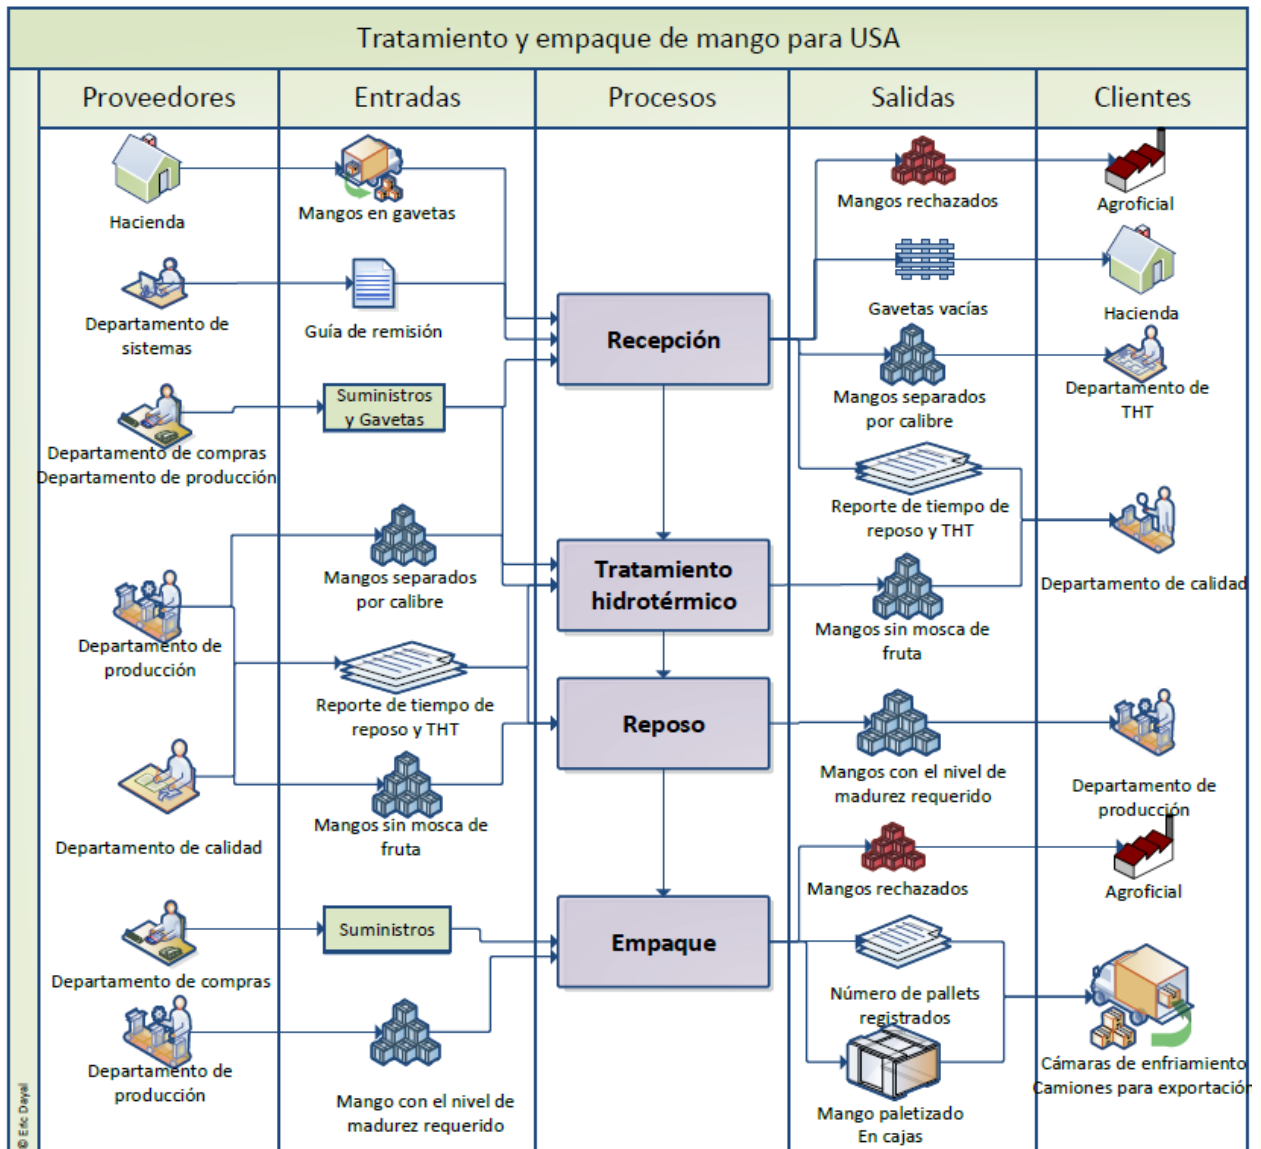 Tratamiento y empaque de mango para USA
Proveedores
Entradas
Procesos
Salidas
Clientes
Hacienda
Departamento de
sistemas
Departamento de compras
Departamento de producción
Departamento de
producción
Departamento de calidad
Departamento de compras
Departamento de
producción
Mangos en gavetas
Guía de remisión
Suministros
y Gavetas
Mangos separados
por calibre
Reporte de tiempo de
reposo y THT
Mangos sin mosca de
fruta
Suministros
Mango con el nivel de
madurez requerido
Recepción
Tratamiento
hidrotérmico
Reposo
Empaque
Mangos rechazados
Gavetas vacías
Mangos separados
por calibre
Reporte de tiempo de
reposo y THT
Mangos sin mosca de
fruta
Mangos con el nivel de
madurez requerido
Mangos rechazados
Número de pallets
registrados
Mango paletizado
En cajas
Agroficial
Hacienda
Departamento de
THT
Departamento de calidad
Departamento de
producción
Agroficial
Cámaras de enfriamiento
Camiones para exportación
© Eric Dayal